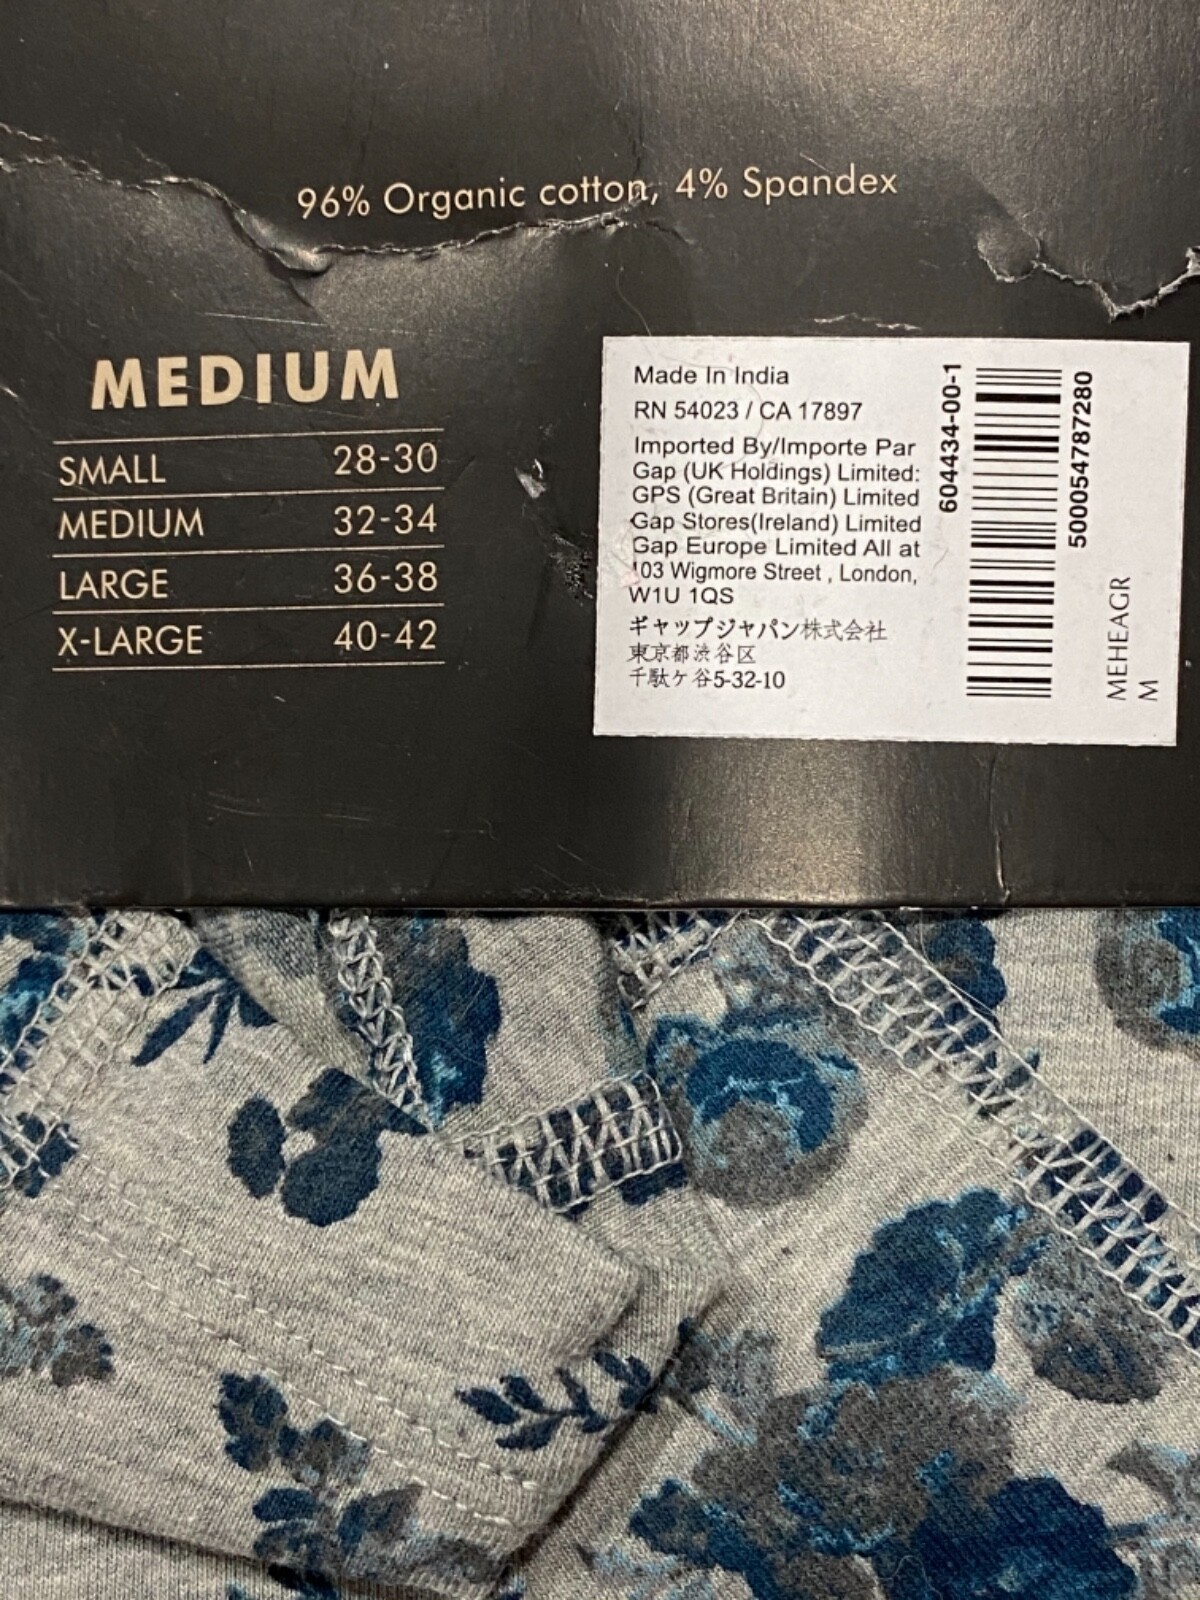 96% Organic cotton, 4% Spandex
MEDIUM
SMALL 28-30
MEDIUM 32-34
LARGE 36-38
X-LARGE 40-42
Made In India
RN 54023 / CA 17897
Imported By/Importe Par
Gap (UK Holdings) Limited:
GPS (Great Britain) Limited
Gap Stores(Ireland) Limited
Gap Europe Limited All at
103 Wigmore Street , London,
W1U 1QS
ギャップジャパン株式会社
東京都渋谷区
千駄ケ谷5-32-10
604434-00-1
500054787280
MEHEAGR
M